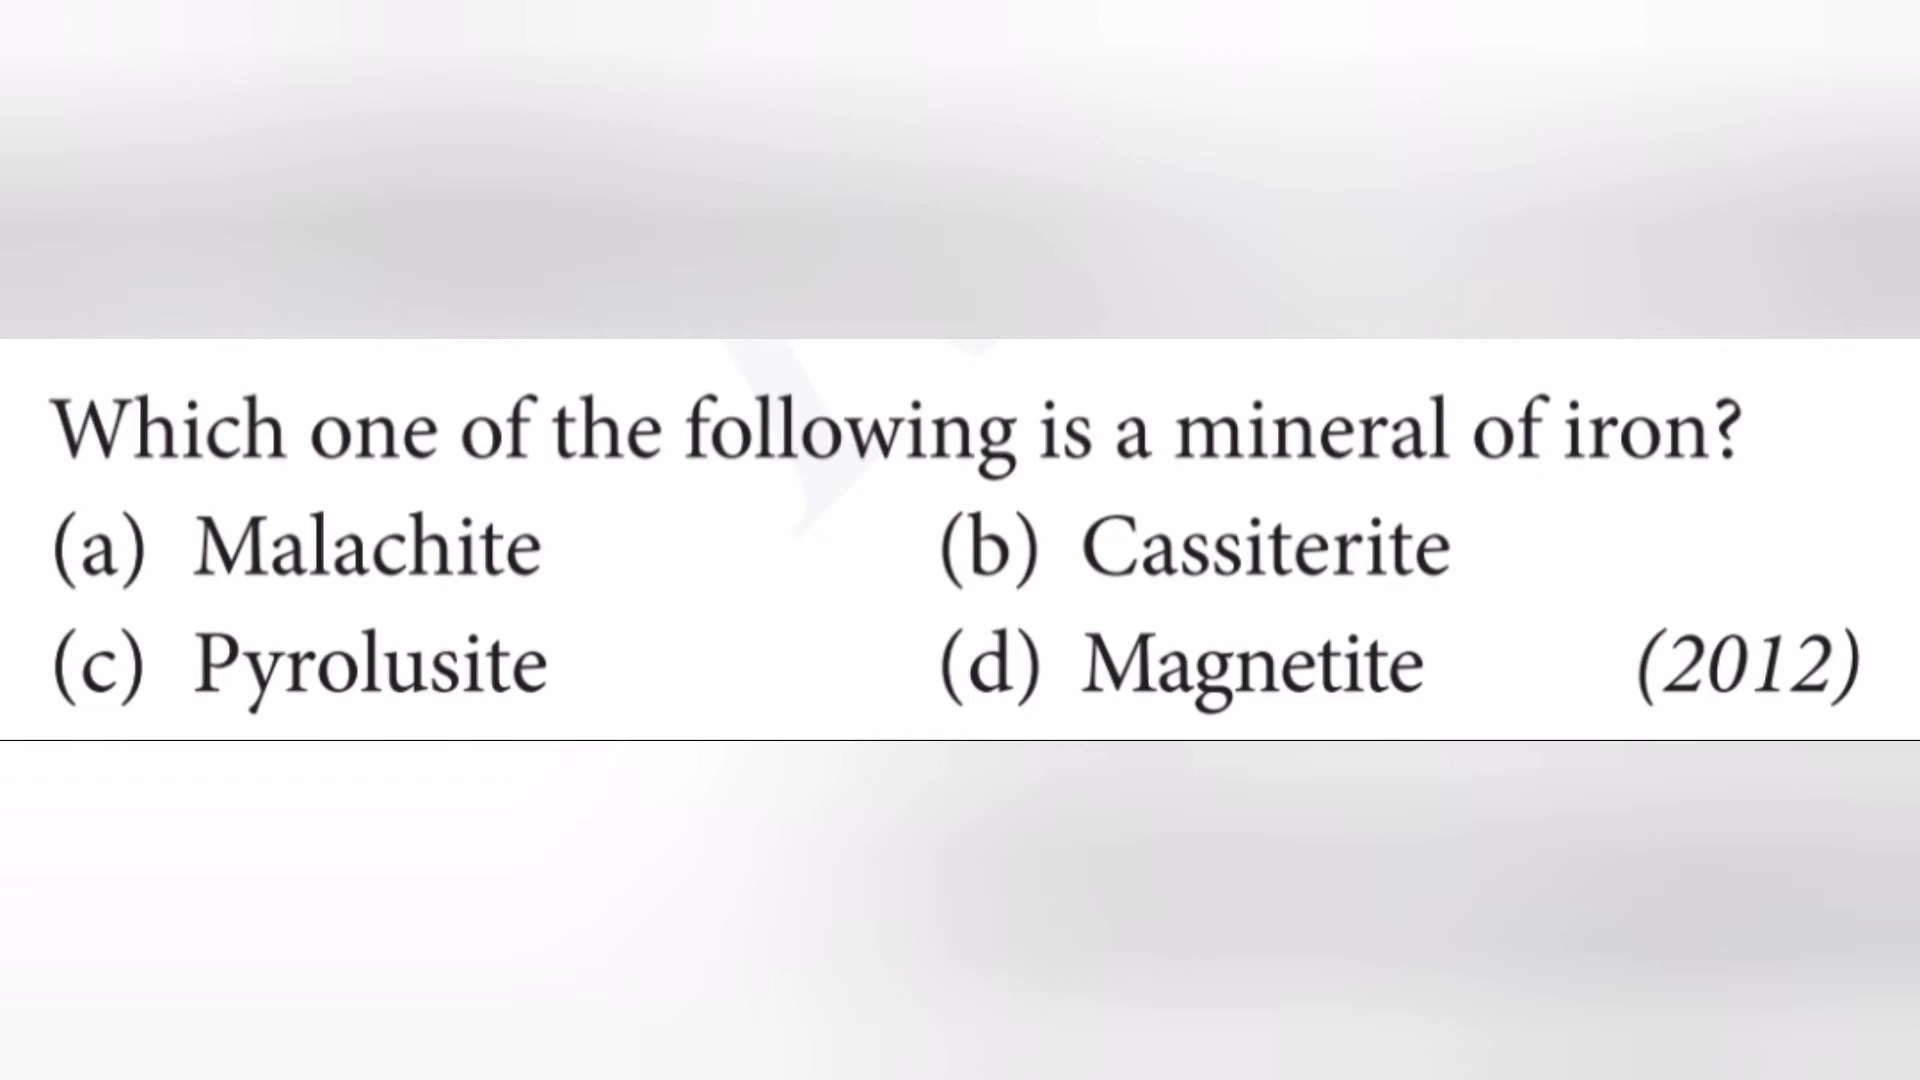 Which one of the following is a mineral of iron?
(a) Malachite (b) Cassiterite
(c) Pyrolusite (d) Magnetite (2012)